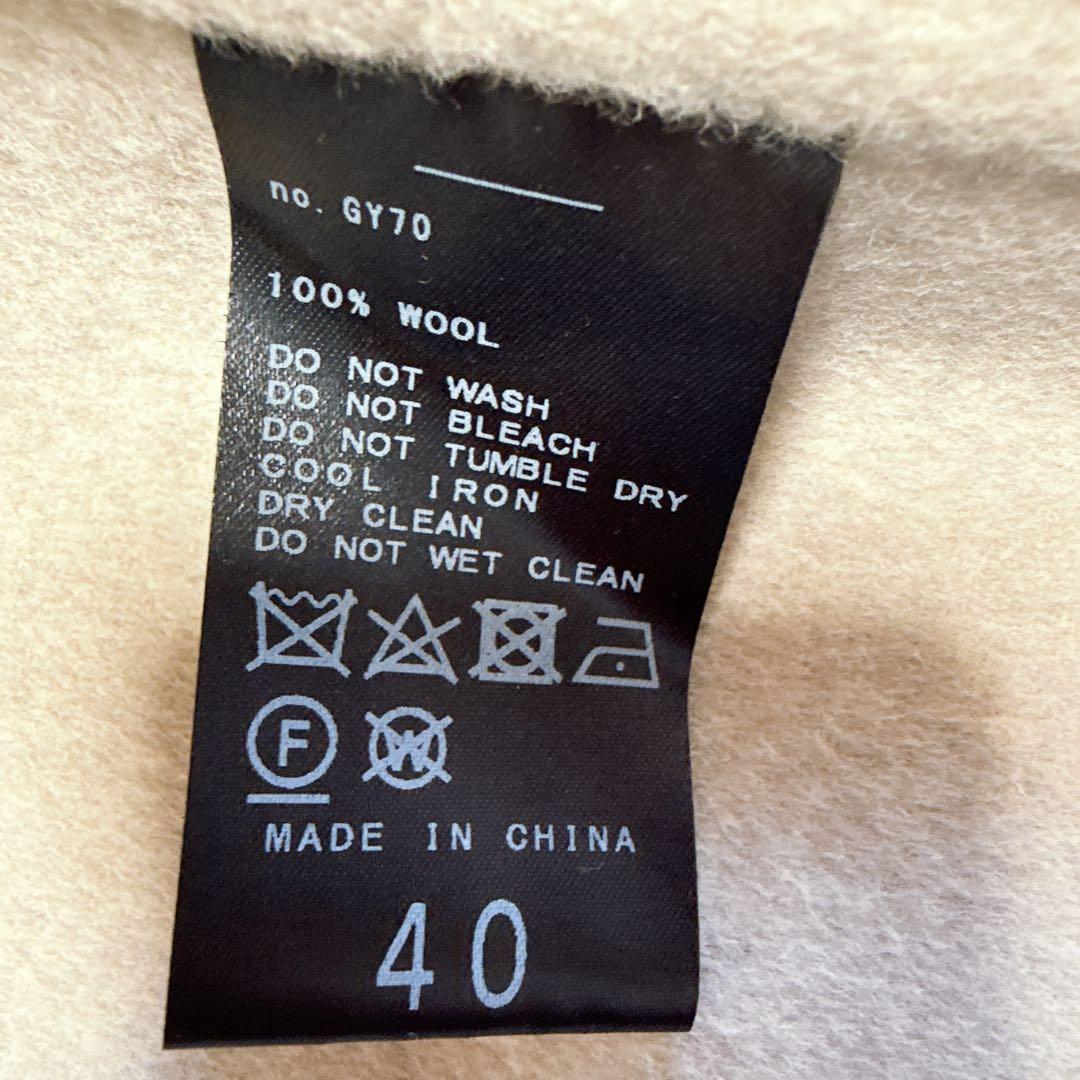 no. GY70
100% WOOL
DO NOT WASH
DO NOT BLEACH
DO NOT TUMBLE DRY
COOL IRON
DRY CLEAN
DO NOT WET CLEAN
F W
MADE IN CHINA
40